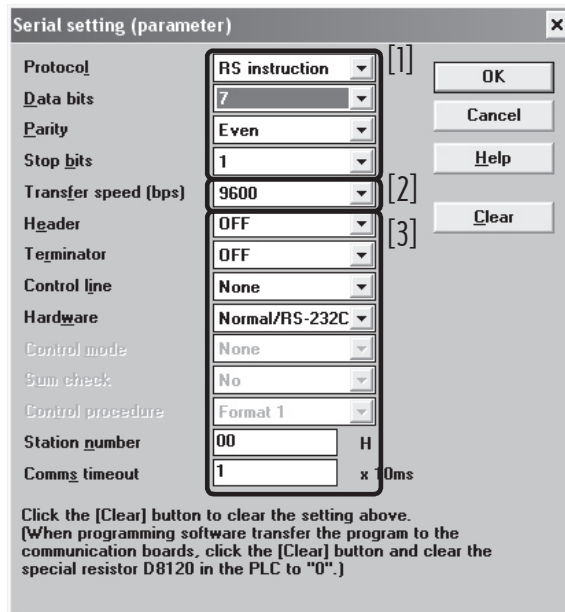 Serial setting (parameter)
Protocol RS instruction [1]
Data bits 7
Parity Even
Stop bits 1
Transfer speed (bps) 9600 [2]
Header OFF [3]
Terminator OFF
Control line None
Hardware Normal/RS-232C
Control mode None
Sum check No
Control procedure Format 1
Station number 00 H
Comms timeout 1 x 10ms
OK
Cancel
Help
Clear
Click the [Clear] button to clear the setting above.
(When programming software transfer the program to the
communication boards, click the [Clear] button and clear the
special resistor D8120 in the PLC to "0".)